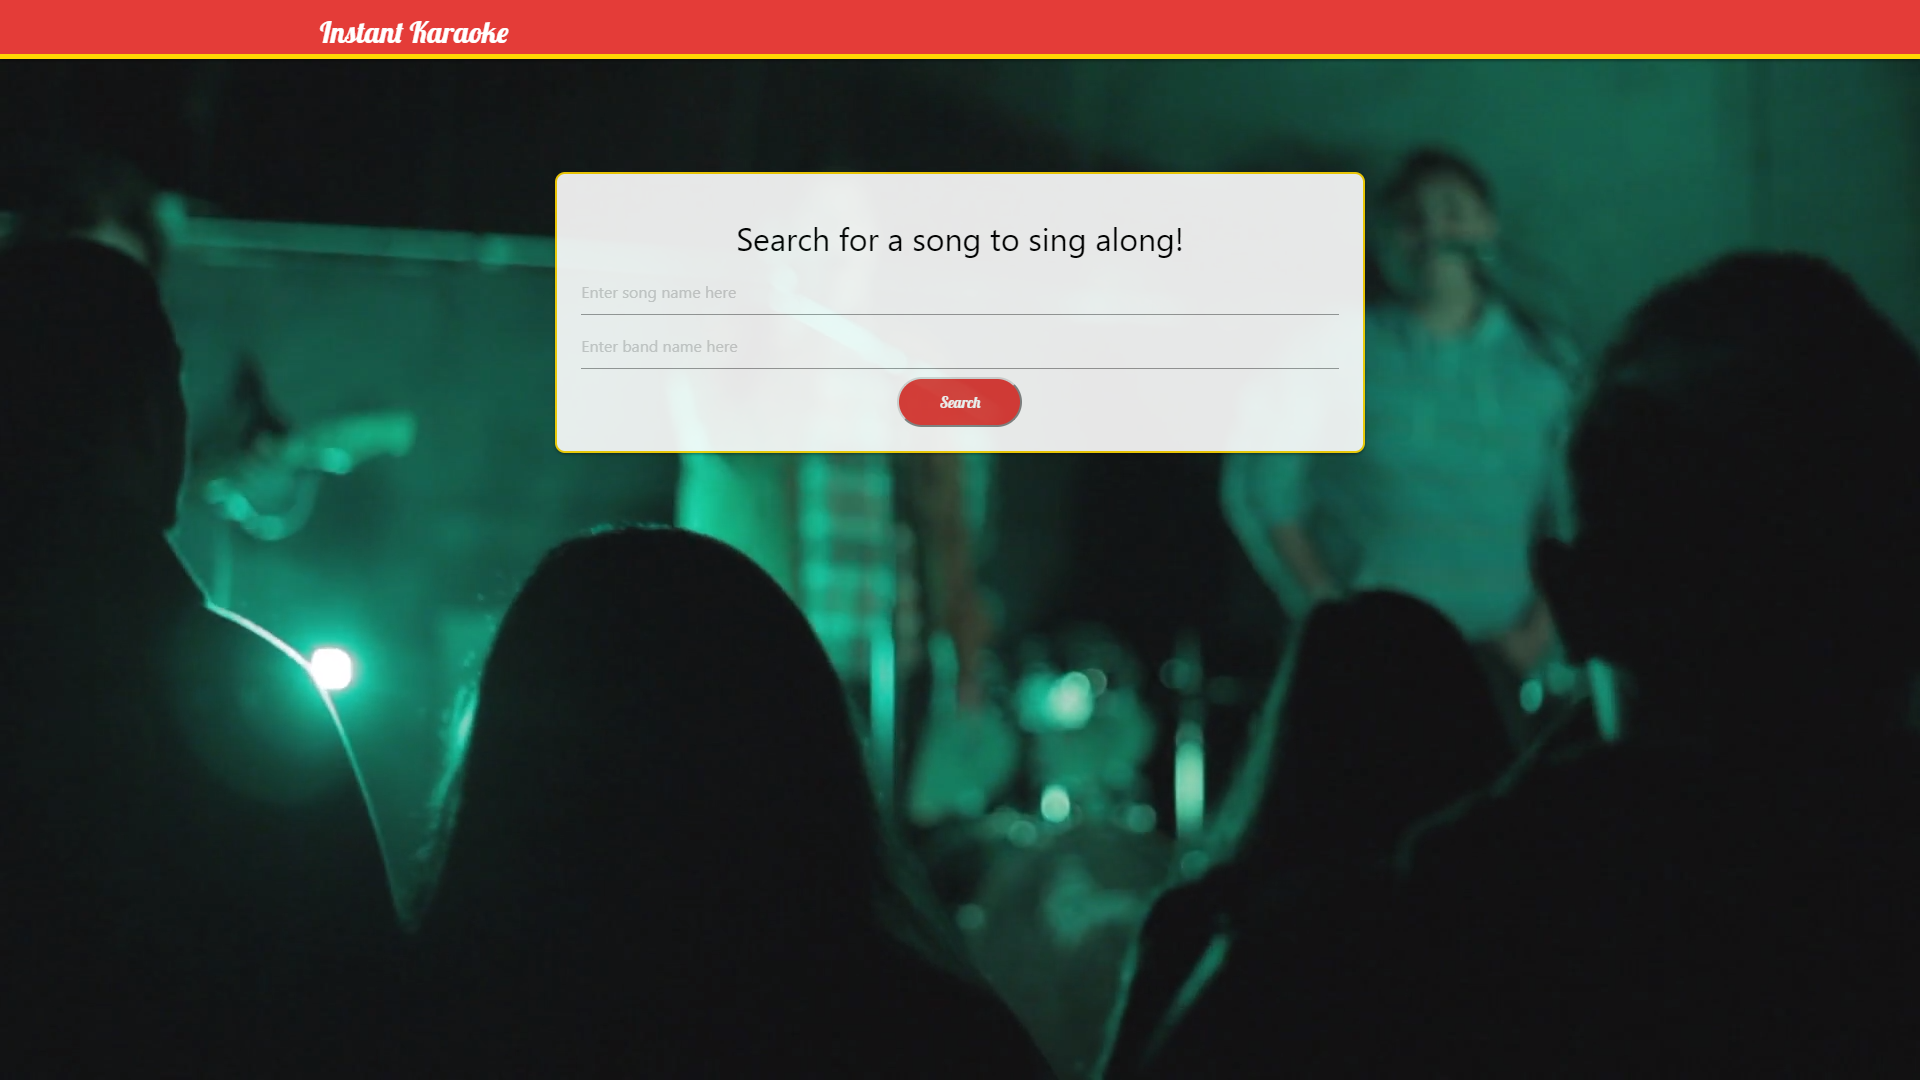 Instant Karaoke
Search for a song to sing along!
Enter song name here
Enter band name here
Search